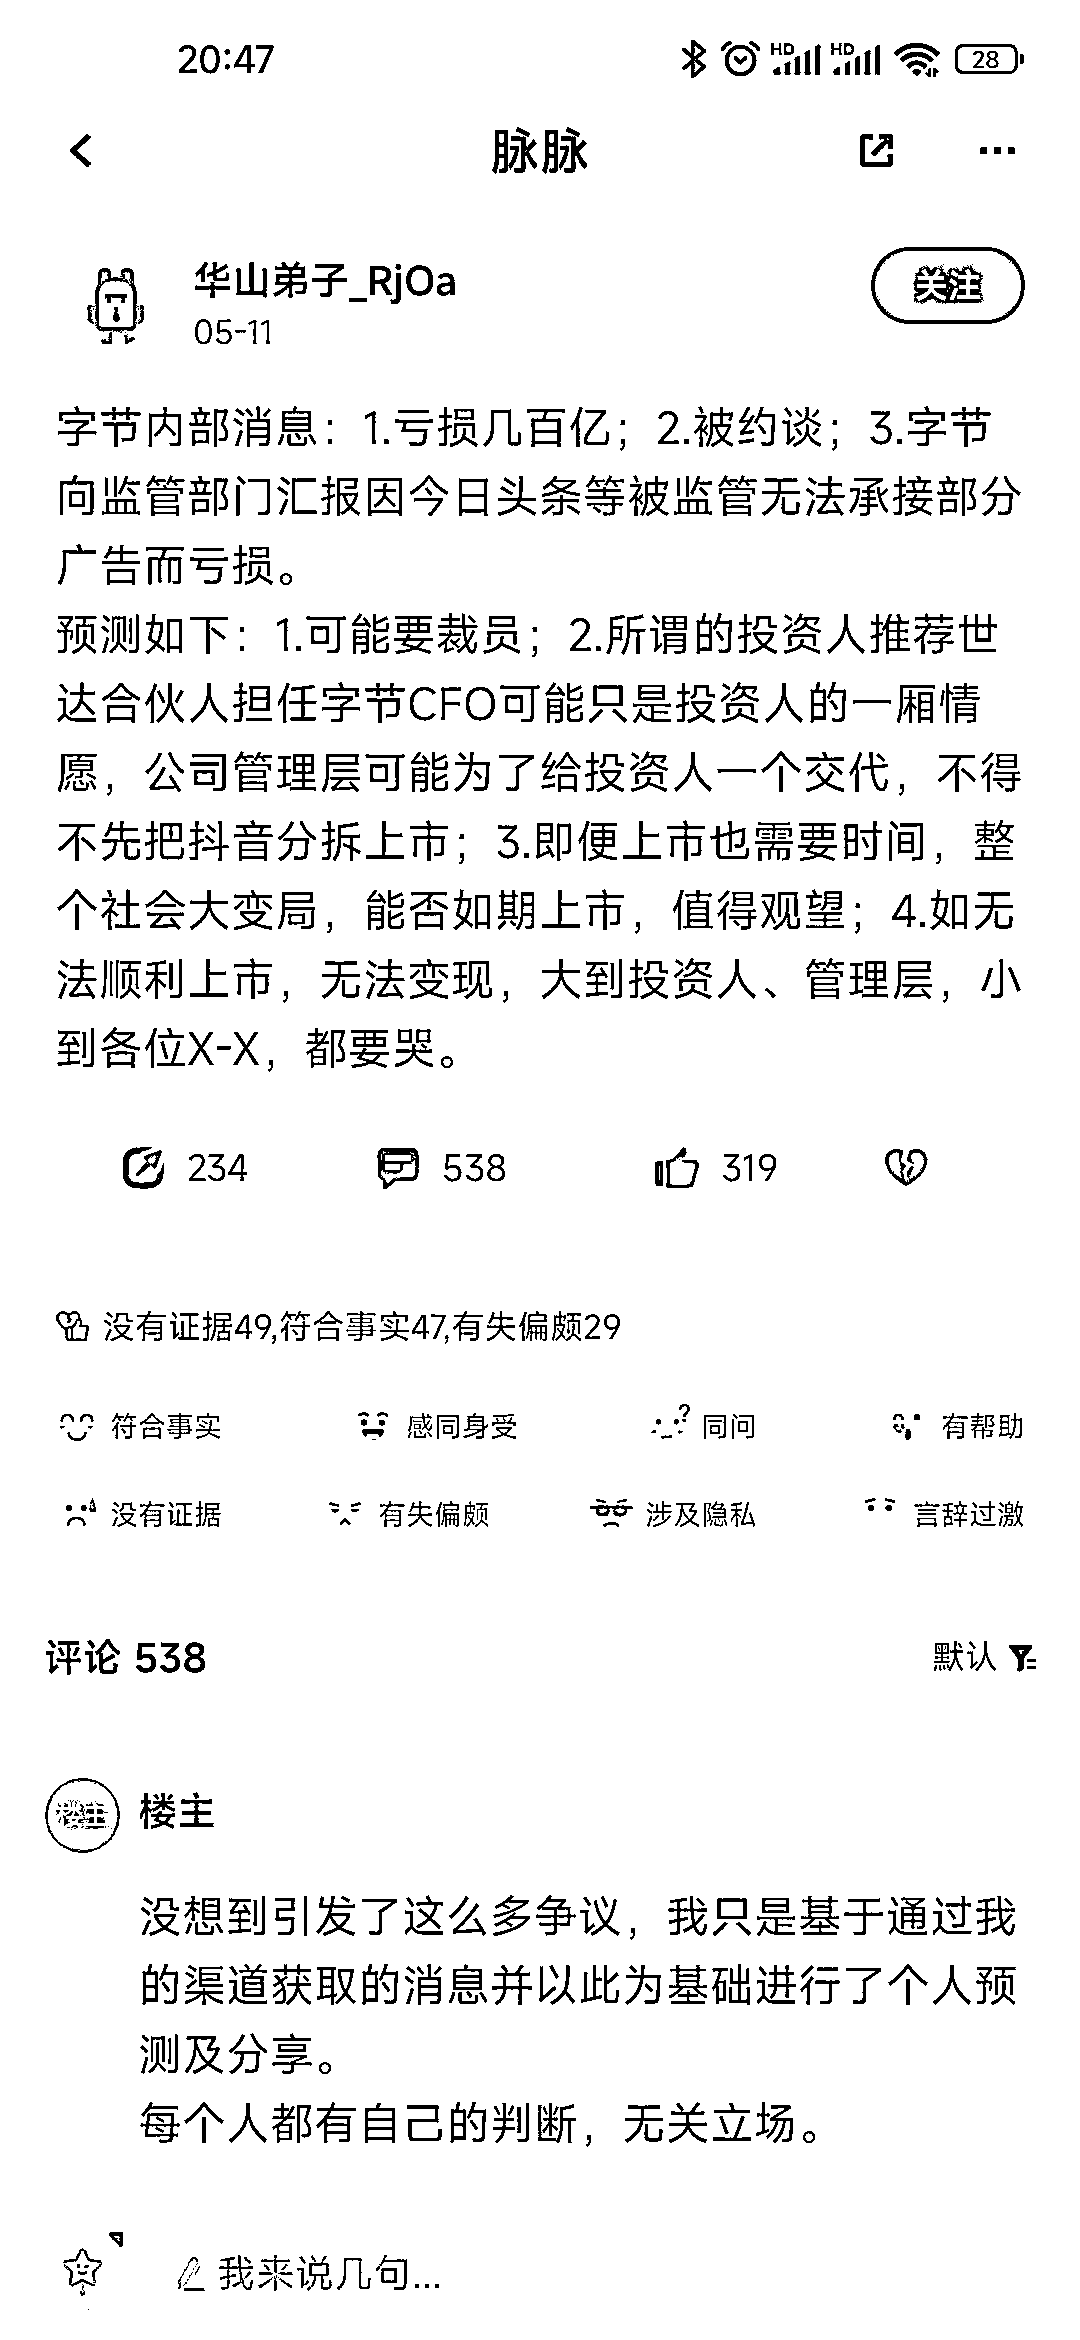 20:47
HD HD 28
脉脉
华山弟子_RjOa
关注
05-11
字节内部消息：1.亏损几百亿；2.被约谈；3.字节
向监管部门汇报因今日头条等被监管无法承接部分
广告而亏损。
预测如下：1.可能要裁员；2.所谓的投资人推荐世
达合伙人担任字节CFO可能只是投资人的一厢情
愿，公司管理层可能为了给投资人一个交代，不得
不先把抖音分拆上市；3.即便上市也需要时间，整
个社会大变局，能否如期上市，值得观望；4.如无
法顺利上市，无法变现，大到投资人、管理层，小
到各位X-X，都要哭。
234 538 319
没有证据49,符合事实47,有失偏颇29
符合事实 感同身受 同问 有帮助
没有证据 有失偏颇 涉及隐私 言辞过激
评论 538 默认
楼主 楼主
没想到引发了这么多争议，我只是基于通过我
的渠道获取的消息并以此为基础进行了个人预
测及分享。
每个人都有自己的判断，无关立场。
我来说几句...